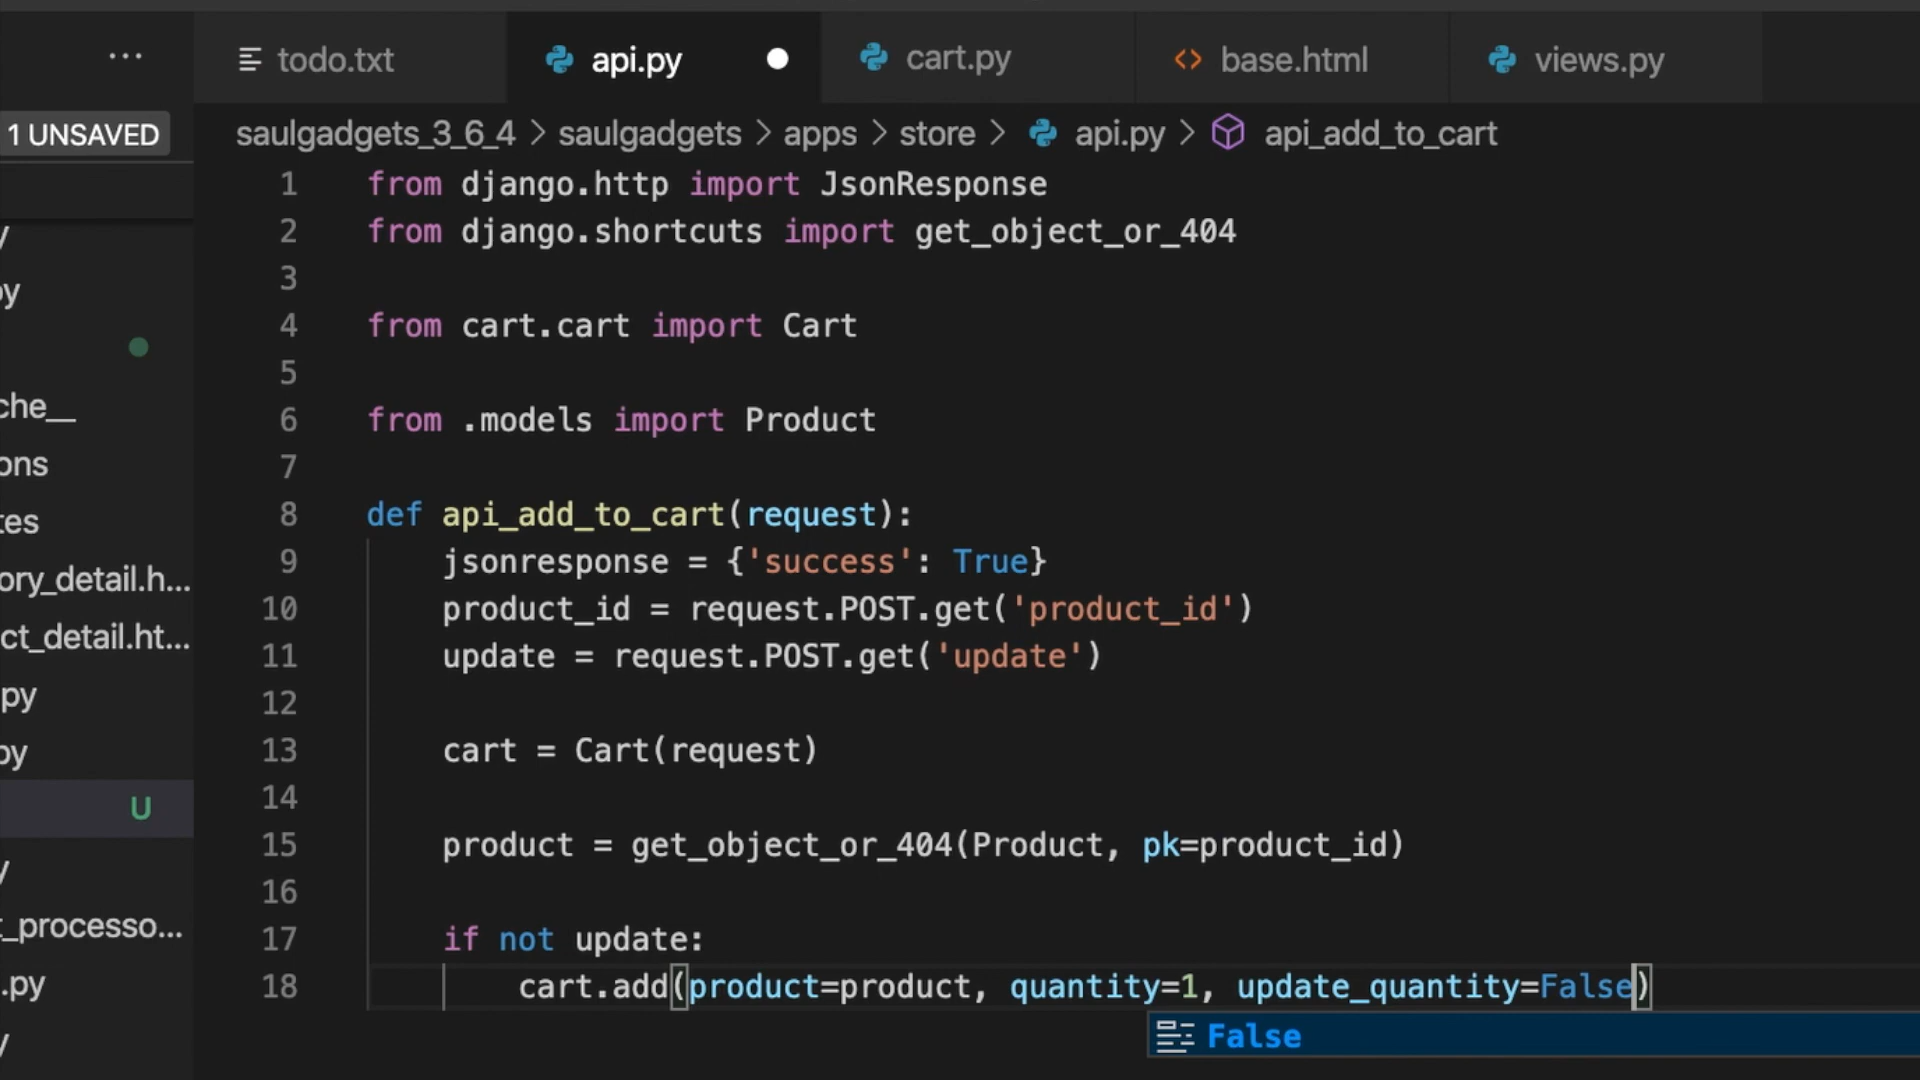 ··· todo.txt api.py cart.py base.html views.py
1 UNSAVED saulgadgets_3_6_4 > saulgadgets > apps > store > api.py > api_add_to_cart
1 from django.http import JsonResponse
2 from django.shortcuts import get_object_or_404
3
4 from cart.cart import Cart
5
6 from .models import Product
7
8 def api_add_to_cart(request):
9 jsonresponse = {'success': True}
10 product_id = request.POST.get('product_id')
11 update = request.POST.get('update')
12
13 cart = Cart(request)
14
15 product = get_object_or_404(Product, pk=product_id)
16
17 if not update:
18 cart.add(product=product, quantity=1, update_quantity=False)
False
y
py
che__
ons
tes
ory_detail.h...
ct_detail.ht...
py
py
U
y
t_processo...
.py
y